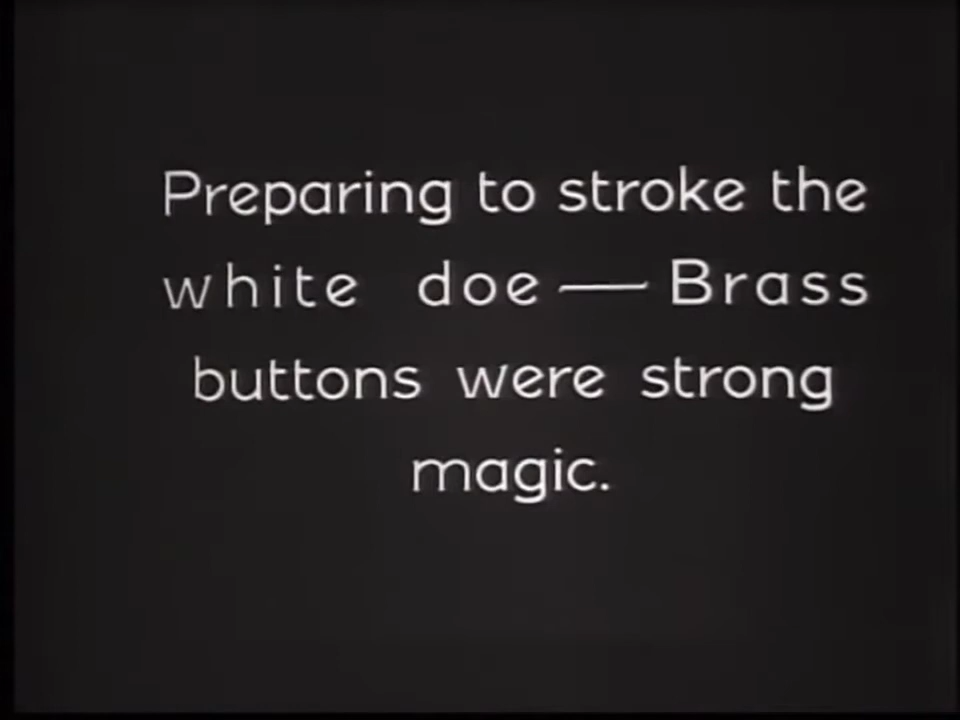 Preparing to stroke the
white doe — Brass
buttons were strong
magic.